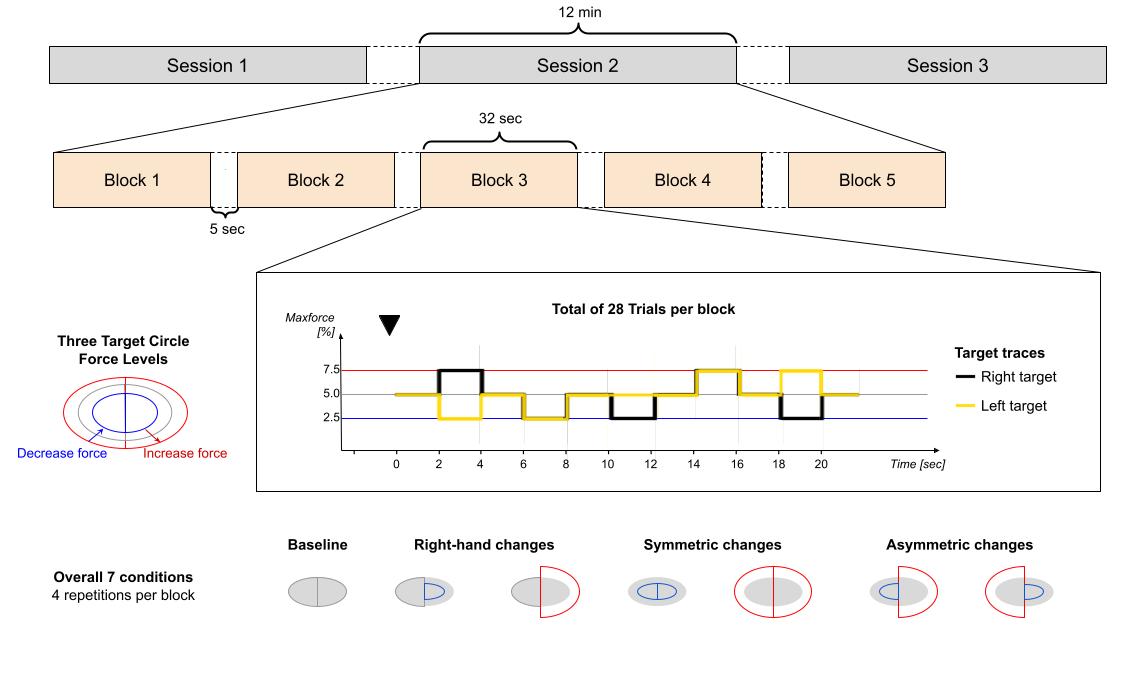 12 min
Session 1
Session 2
Session 3
32 sec
Block 1
Block 2
Block 3
Block 4
Block 5
5 sec
Total of 28 Trials per block
Maxforce
[%]
Three Target Circle
Force Levels
Decrease force
Increase force
7.5
5.0
2.5
0 2 4 6 8 10 12 14 16 18 20
Time [sec]
Target traces
Right target
Left target
Baseline
Right-hand changes
Symmetric changes
Asymmetric changes
Overall 7 conditions
4 repetitions per block